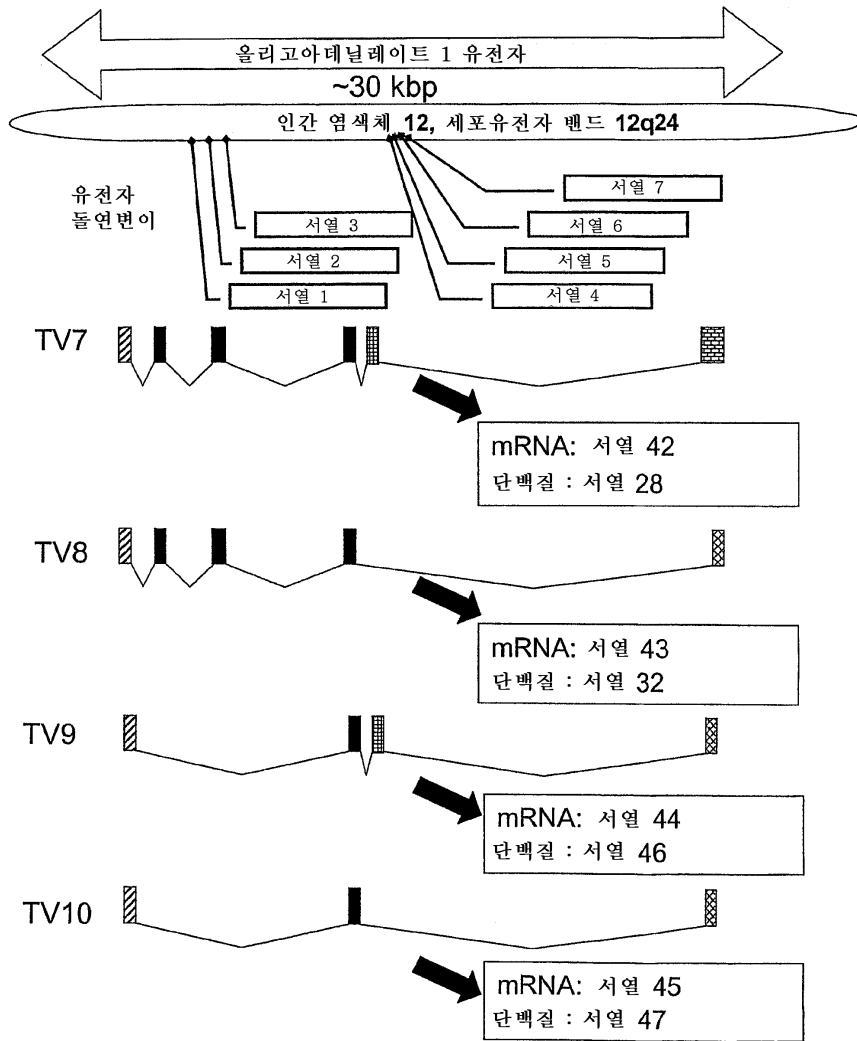 올리고아데닐레이트 1 유전자
~30 kbp
인간 염색체 12, 세포유전자 밴드 12q24
유전자
돌연변이
서열 7
서열 3
서열 6
서열 2
서열 5
서열 1
서열 4
TV7
mRNA: 서열 42
단백질 : 서열 28
TV8
mRNA: 서열 43
단백질 : 서열 32
TV9
mRNA: 서열 44
단백질 : 서열 46
TV10
mRNA: 서열 45
단백질 : 서열 47